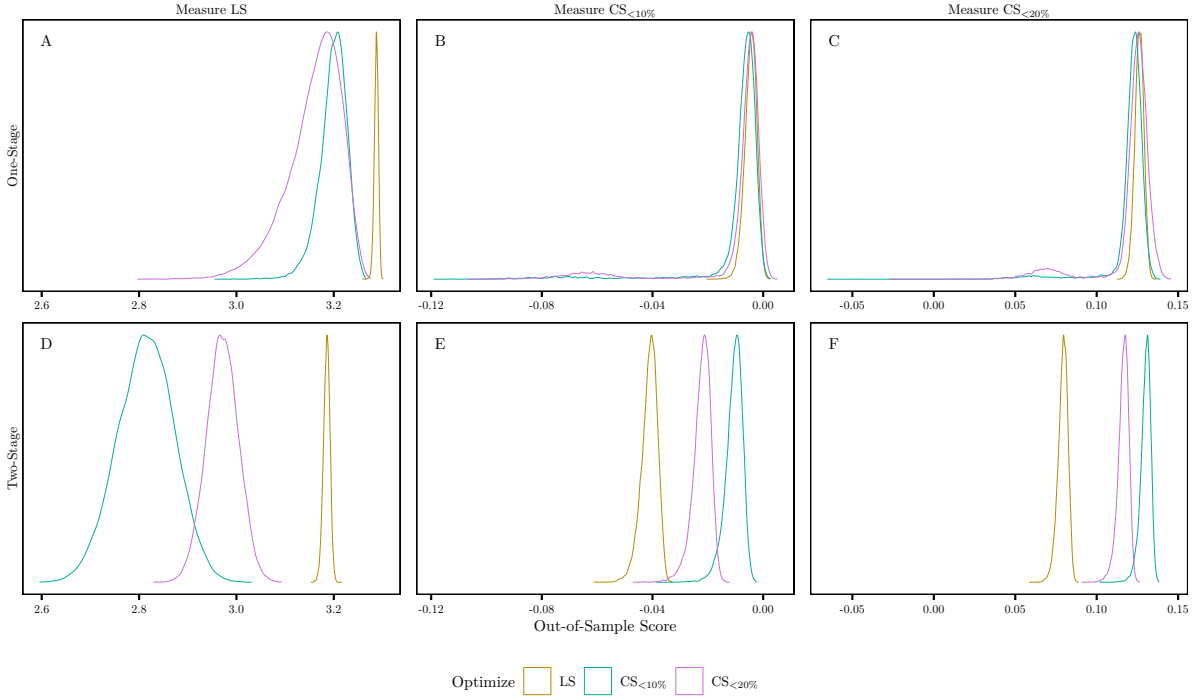 Measure LS
Measure CS<10%
Measure CS<20%
One-Stage
A
B
C
2.6 2.8 3.0 3.2
-0.12 -0.08 -0.04 0.00
-0.05 0.00 0.05 0.10 0.15
Two-Stage
D
E
F
2.6 2.8 3.0 3.2
-0.12 -0.08 -0.04 0.00
-0.05 0.00 0.05 0.10 0.15
Out-of-Sample Score
Optimize LS CS<10% CS<20%